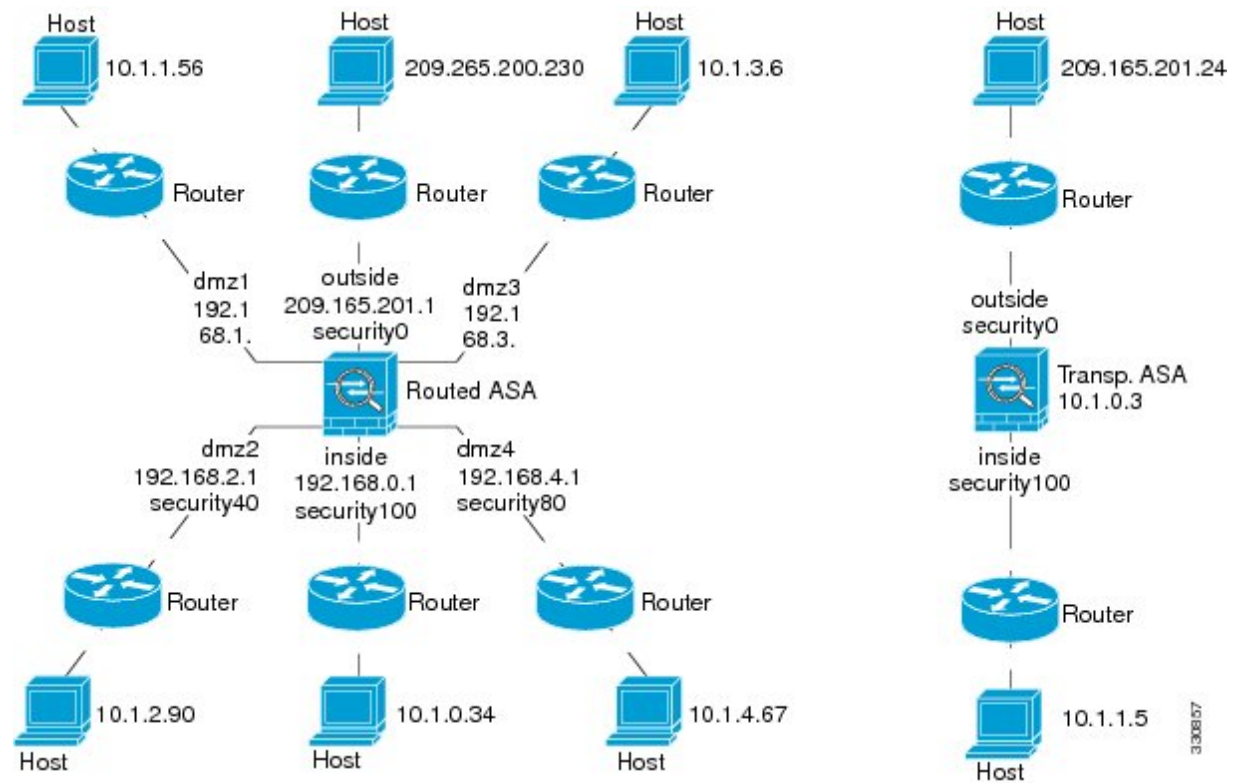 Host
10.1.1.56
Host
209.265.200.230
Host
10.1.3.6
Host
209.165.201.24
Router
Router
Router
Router
dmz1
192.1
68.1.
outside
209.165.201.1
security0
dmz3
192.1
68.3.
outside
security0
Routed ASA
Transp. ASA
10.1.0.3
dmz2
192.168.2.1
security40
inside
192.168.0.1
security100
dmz4
192.168.4.1
security80
inside
security100
Router
Router
Router
Router
10.1.2.90
Host
10.1.0.34
Host
10.1.4.67
Host
10.1.1.5
Host
330857